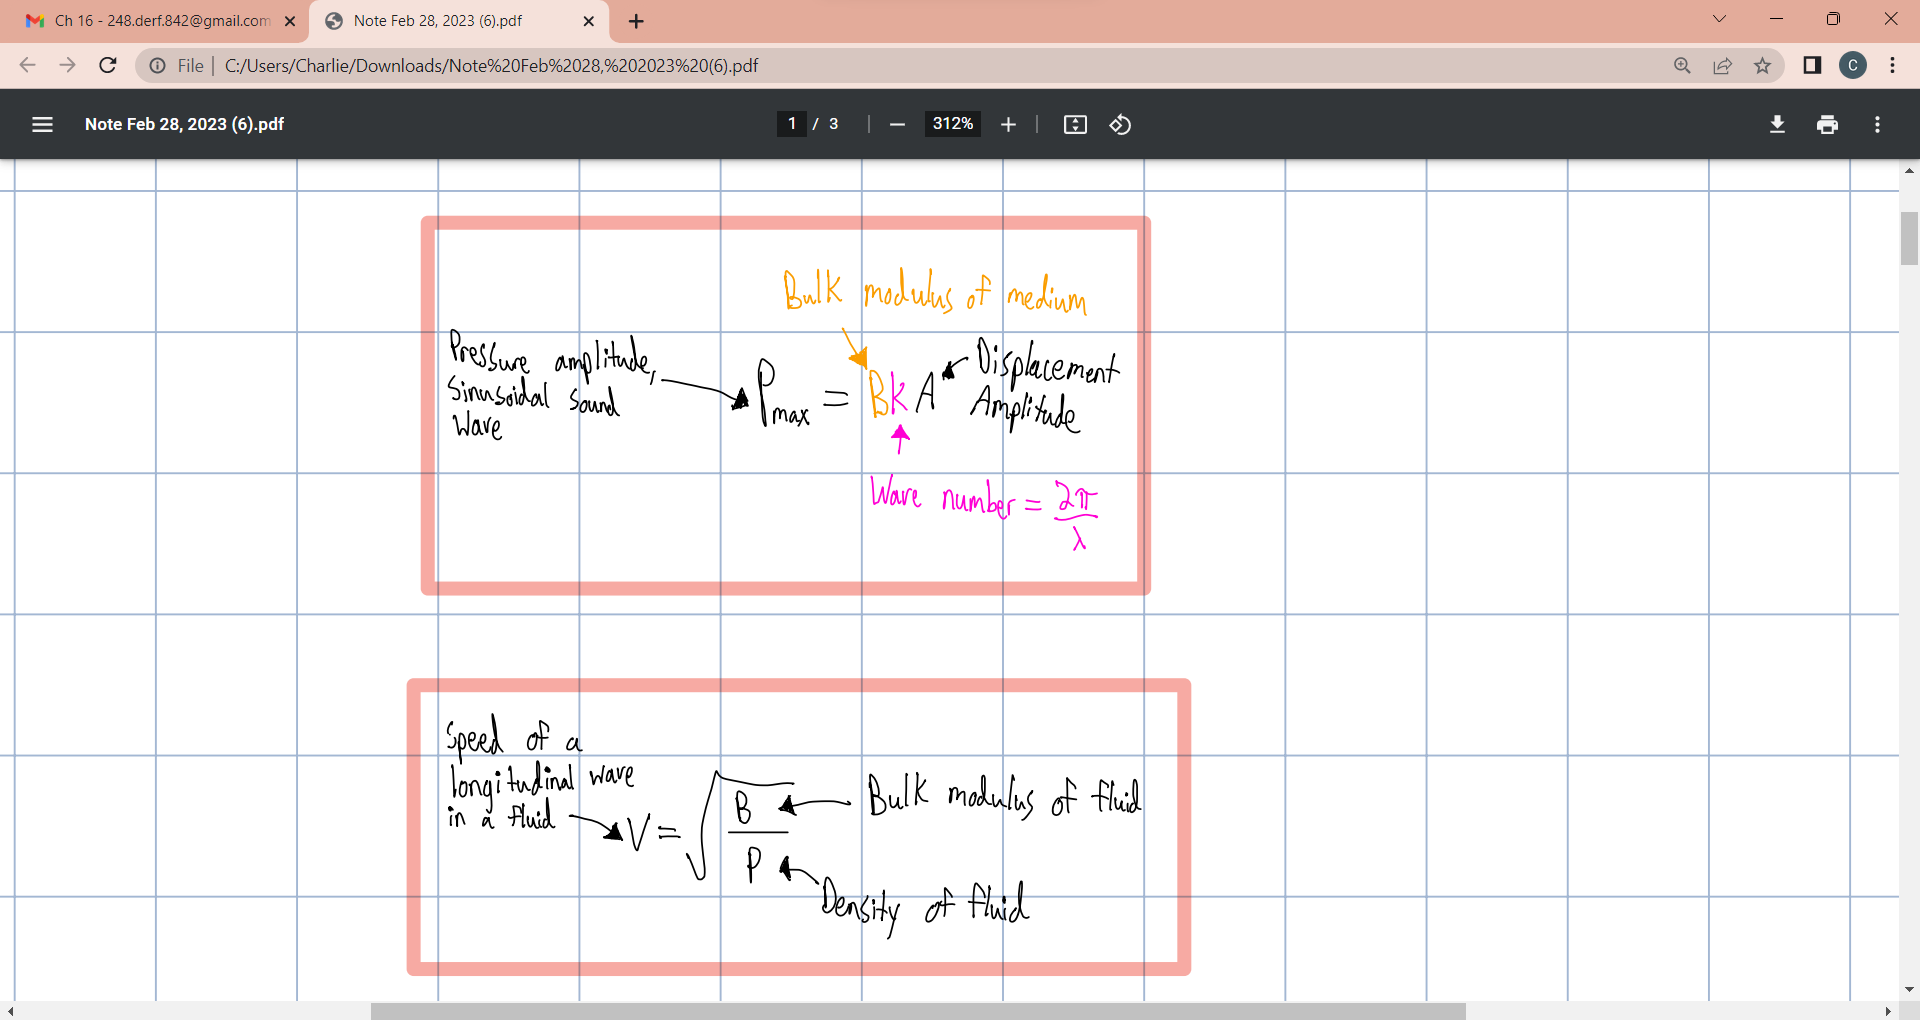 Ch 16 - 248.derf.842@gmail.com
Note Feb 28, 2023 (6).pdf
File | C:/Users/Charlie/Downloads/Note%20Feb%2028,%202023%20(6).pdf
C
Note Feb 28, 2023 (6).pdf
1 / 3
312%
Bulk modulus of medium
Pressure amplitude,
Sinusoidal sound
Wave
Pmax = BkA
Displacement
Amplitude
Wave number = 2π/λ
Speed of a
longitudinal wave
in a fluid
V = √(B/ρ)
Bulk modulus of fluid
Density of fluid